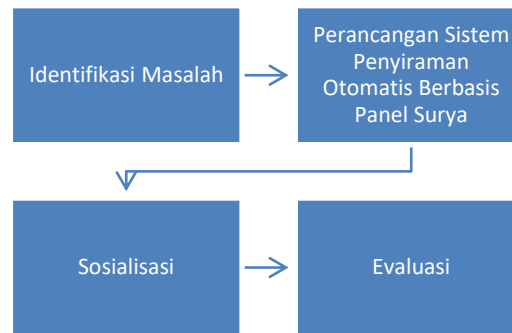 Identifikasi Masalah
Perancangan Sistem
Penyiraman
Otomatis Berbasis
Panel Surya
Sosialisasi
Evaluasi